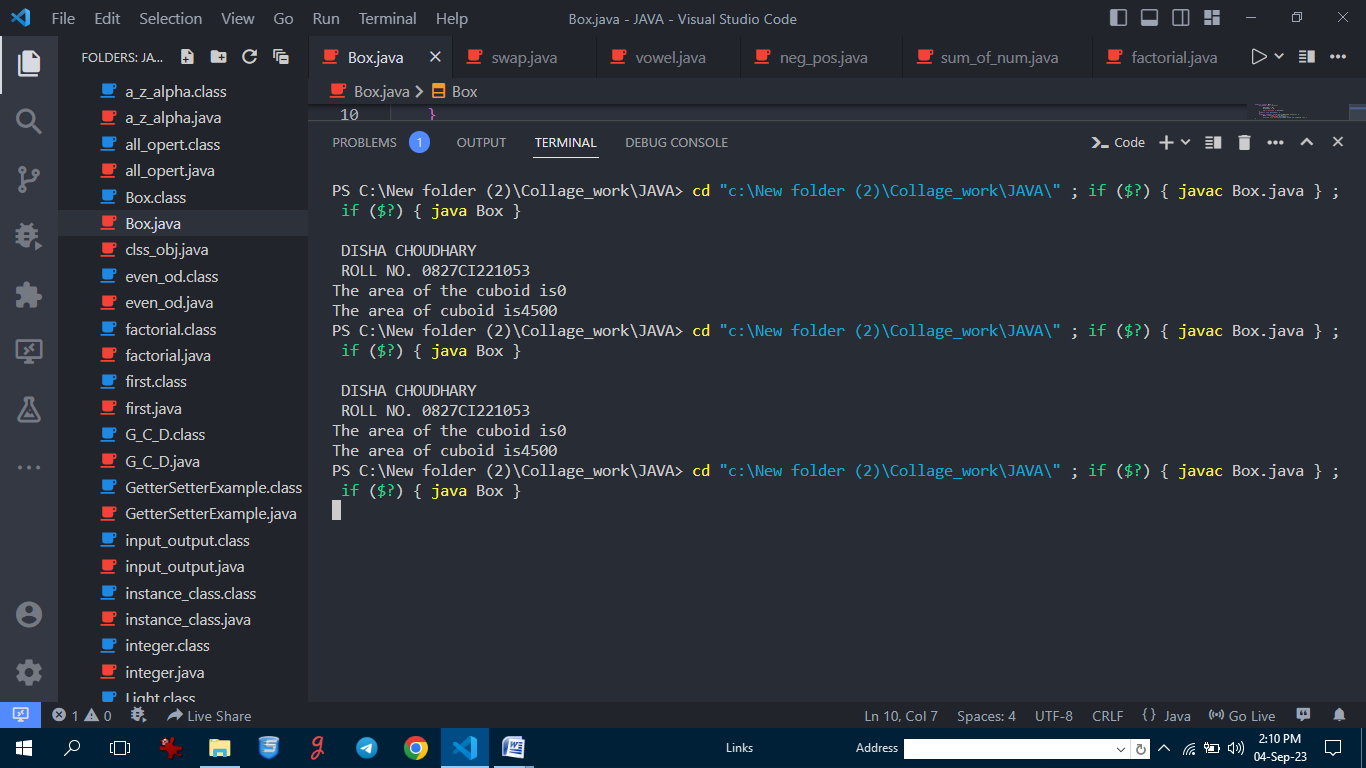 File Edit Selection View Go Run Terminal Help Box.java - JAVA - Visual Studio Code
FOLDERS: JA...
Box.java swap.java vowel.java neg_pos.java sum_of_num.java factorial.java
Box.java Box
10 }
a_z_alpha.class
a_z_alpha.java
all_opert.class
all_opert.java
Box.class
Box.java
clss_obj.java
even_od.class
even_od.java
factorial.class
factorial.java
first.class
first.java
G_C_D.class
G_C_D.java
GetterSetterExample.class
GetterSetterExample.java
input_output.class
input_output.java
instance_class.class
instance_class.java
integer.class
integer.java
Light.class
PROBLEMS 1 OUTPUT TERMINAL DEBUG CONSOLE Code
PS C:\New folder (2)\Collage_work\JAVA> cd "c:\New folder (2)\Collage_work\JAVA\" ; if ($?) { javac Box.java } ;
if ($?) { java Box }
DISHA CHOUDHARY
ROLL NO. 0827CI221053
The area of the cuboid is0
The area of cuboid is4500
PS C:\New folder (2)\Collage_work\JAVA> cd "c:\New folder (2)\Collage_work\JAVA\" ; if ($?) { javac Box.java } ;
if ($?) { java Box }
DISHA CHOUDHARY
ROLL NO. 0827CI221053
The area of the cuboid is0
The area of cuboid is4500
PS C:\New folder (2)\Collage_work\JAVA> cd "c:\New folder (2)\Collage_work\JAVA\" ; if ($?) { javac Box.java } ;
if ($?) { java Box }
1 0 Live Share Ln 10, Col 7 Spaces: 4 UTF-8 CRLF {} Java Go Live
Links Address 2:10 PM
04-Sep-23